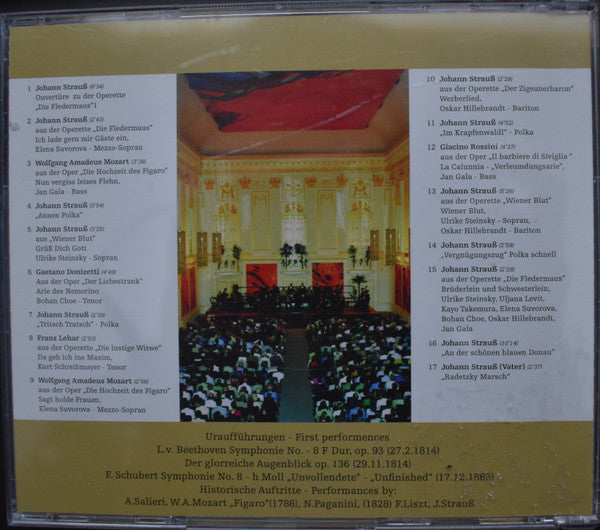 1 Johann Strauß (8'34)
Ouvertüre zu der Operette
„Die Fledermaus"1
2 Johann Strauß (2'43)
aus der Operette „Die Fledermaus"
Ich lade gern mir Gäste ein,
Elena Suvorova - Mezzo-Sopran
3 Wolfgang Amadeus Mozart (3'38)
aus der Oper „Die Hochzeit des Figaro"
Nun vergiss leises Flehn,
Jan Gala - Bass
4 Johann Strauß (3'54)
„Annen Polka"
5 Johann Strauß (3'25)
aus „Wiener Blut"
Grüß Dich Gott
Ulrike Steinsky - Sopran
6 Gaetano Donizetti (4'49)
Aus der Oper „Der Liebestrank"
Arie des Nemorino
Bohan Choe - Tenor
7 Johann Strauß (2'39)
„Tritsch Tratsch" - Polka
8 Franz Lehar (2'53)
aus der Operette „Die lustige Witwe"
Da geh ich ins Maxim,
Kurt Schreibmayer - Tenor
9 Wolfgang Amadeus Mozart (2'56)
aus der Oper „Die Hochzeit des Figaro"
Sagt holde Frauen,
Elena Suvorova - Mezzo-Sopran
10 Johann Strauß (2'28)
aus der Operette „Der Zigeunerbaron"
Werberlied,
Oskar Hillebrandt - Bariton
11 Johann Strauß (4'52)
„Im Krapfenwaldl" - Polka
12 Giacino Rossini (4'37)
aus der Oper „Il barbiere di Siviglia "
La Calunnia - „Verleumdungsarie",
Jan Gala - Bass
13 Johann Strauß (5'26)
aus der Operette „Wiener Blut"
Wiener Blut,
Ulrike Steinsky - Sopran,
Oskar Hillebrandt - Bariton
14 Johann Strauß (2'58)
„Vergnügungszug" Polka schnell
15 Johann Strauß (2'28)
aus der Operette „Die Fledermaus
Brüderlein und Schwesterlein,
Ulrike Steinsky, Uljana Levit,
Kayo Takemura, Elena Suvorova,
Bohan Choe, Oskar Hillebrandt,
Jan Gala
16 Johann Strauß (10'14)
„An der schönen blauen Donau"
17 Johann Strauß (Vater) (2'37)
„Radetzky Marsch"
Uraufführungen - First performences
L.v. Beethoven Symphonie No. - 8 F Dur, op. 93 (27.2.1814)
Der glorreiche Augenblick op. 136 (29.11.1814)
F. Schubert Symphonie No. 8 - h Moll „Unvollendete" - „Unfinished" (17.12.1865)
Historische Auftritte - Performances by:
A.Salieri, W.A.Mozart „Figaro"(1786), N.Paganini, (1828) F.Liszt, J.Strauß